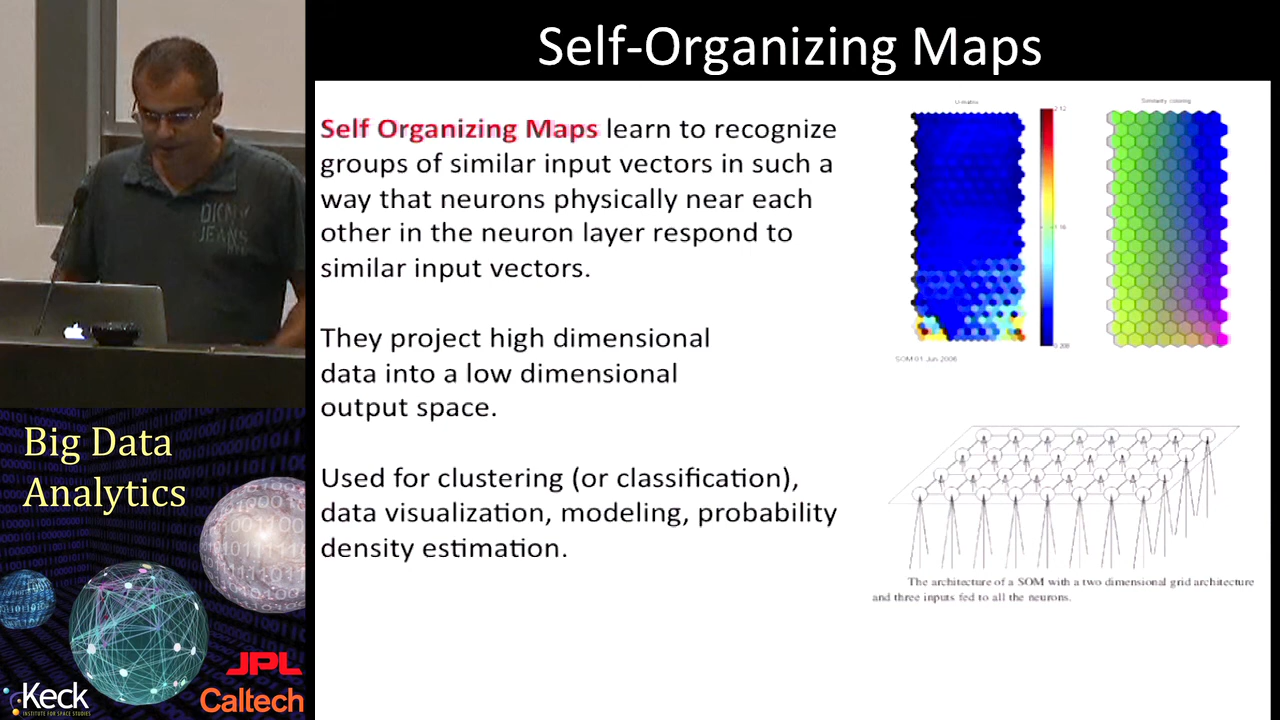 Self-Organizing Maps
Self Organizing Maps learn to recognize
groups of similar input vectors in such a
way that neurons physically near each
other in the neuron layer respond to
similar input vectors.
They project high dimensional
data into a low dimensional
output space.
Used for clustering (or classification),
data visualization, modeling, probability
density estimation.
U-matrix
Similarity coloring
SOM 01-Jun-2006
The architecture of a SOM with a two dimensional grid architecture
and three inputs fed to all the neurons.
DKNY
JEANS
Big Data
Analytics
JPL
Keck
INSTITUTE FOR SPACE STUDIES
Caltech